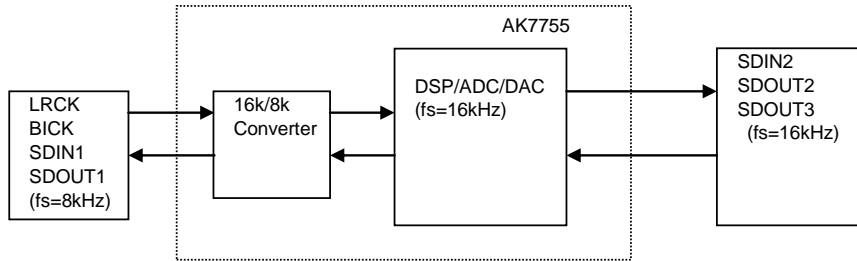 AK7755
LRCK
BICK
SDIN1
SDOUT1
(fs=8kHz)
16k/8k
Converter
DSP/ADC/DAC
(fs=16kHz)
SDIN2
SDOUT2
SDOUT3
(fs=16kHz)